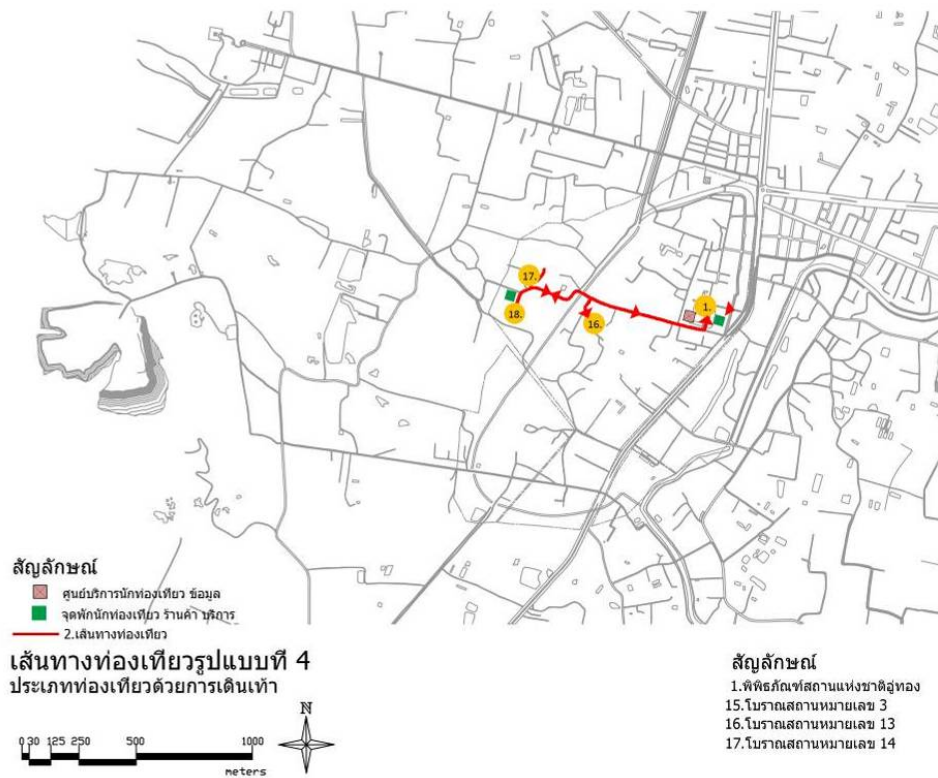 17.
18.
16.
1.
สัญลักษณ์
ศูนย์บริการนักท่องเที่ยว ข้อมูล
จุดพักนักท่องเที่ยว ร้านค้า บริการ
2.เส้นทางท่องเที่ยว
เส้นทางท่องเที่ยวรูปแบบที่ 4
ประเภทท่องเที่ยวด้วยการเดินเท้า
N
0 30 125 250 500 1000
meters
สัญลักษณ์
1.พิพิธภัณฑ์สถานแห่งชาติอู่ทอง
15.โบราณสถานหมายเลข 3
16.โบราณสถานหมายเลข 13
17.โบราณสถานหมายเลข 14